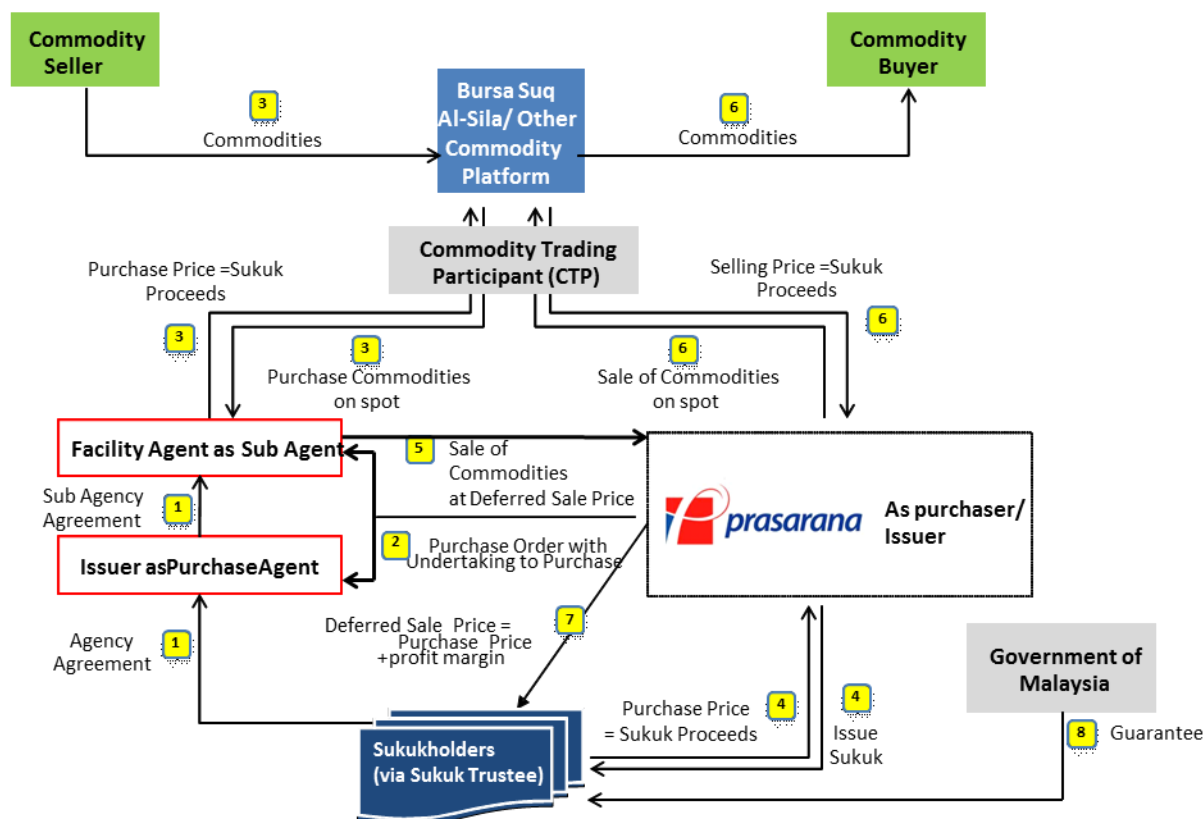 Commodity
Seller
Commodity
Buyer
Bursa Suq
Al-Sila/ Other
Commodity
Platform
3
Commodities
6
Commodities
Commodity Trading
Participant (CTP)
Purchase Price =Sukuk
Proceeds
3
Selling Price =Sukuk
Proceeds
6
3
Purchase Commodities
on spot
6
Sale of Commodities
on spot
Facility Agent as Sub Agent
5
Sale of
Commodities
at Deferred Sale Price
prasarana
As purchaser/
Issuer
Sub Agency
Agreement
1
2
Purchase Order with
Undertaking to Purchase
Issuer asPurchaseAgent
Agency
Agreement
1
Deferred Sale Price =
Purchase Price
+profit margin
7
Government of
Malaysia
Purchase Price
= Sukuk Proceeds
4
4
Issue
Sukuk
8
Guarantee
Sukukholders
(via Sukuk Trustee)